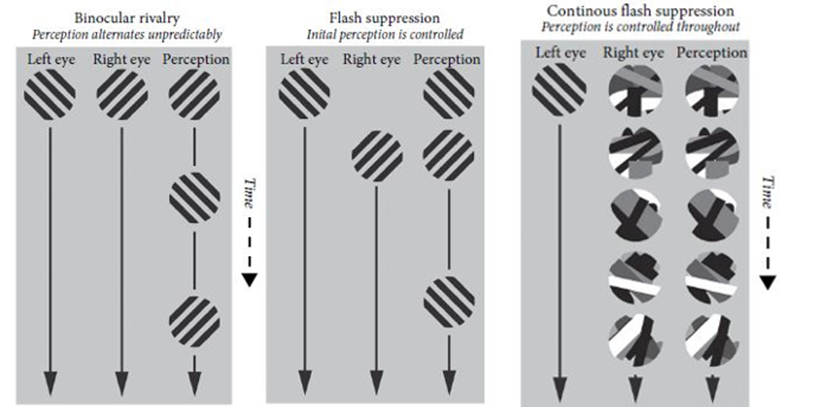 Binocular rivalry
Perception alternates unpredictably
Left eye Right eye Perception
Time
Flash suppression
Inital perception is controlled
Left eye Right eye Perception
Continous flash suppression
Perception is controlled throughout
Left eye Right eye Perception
Time